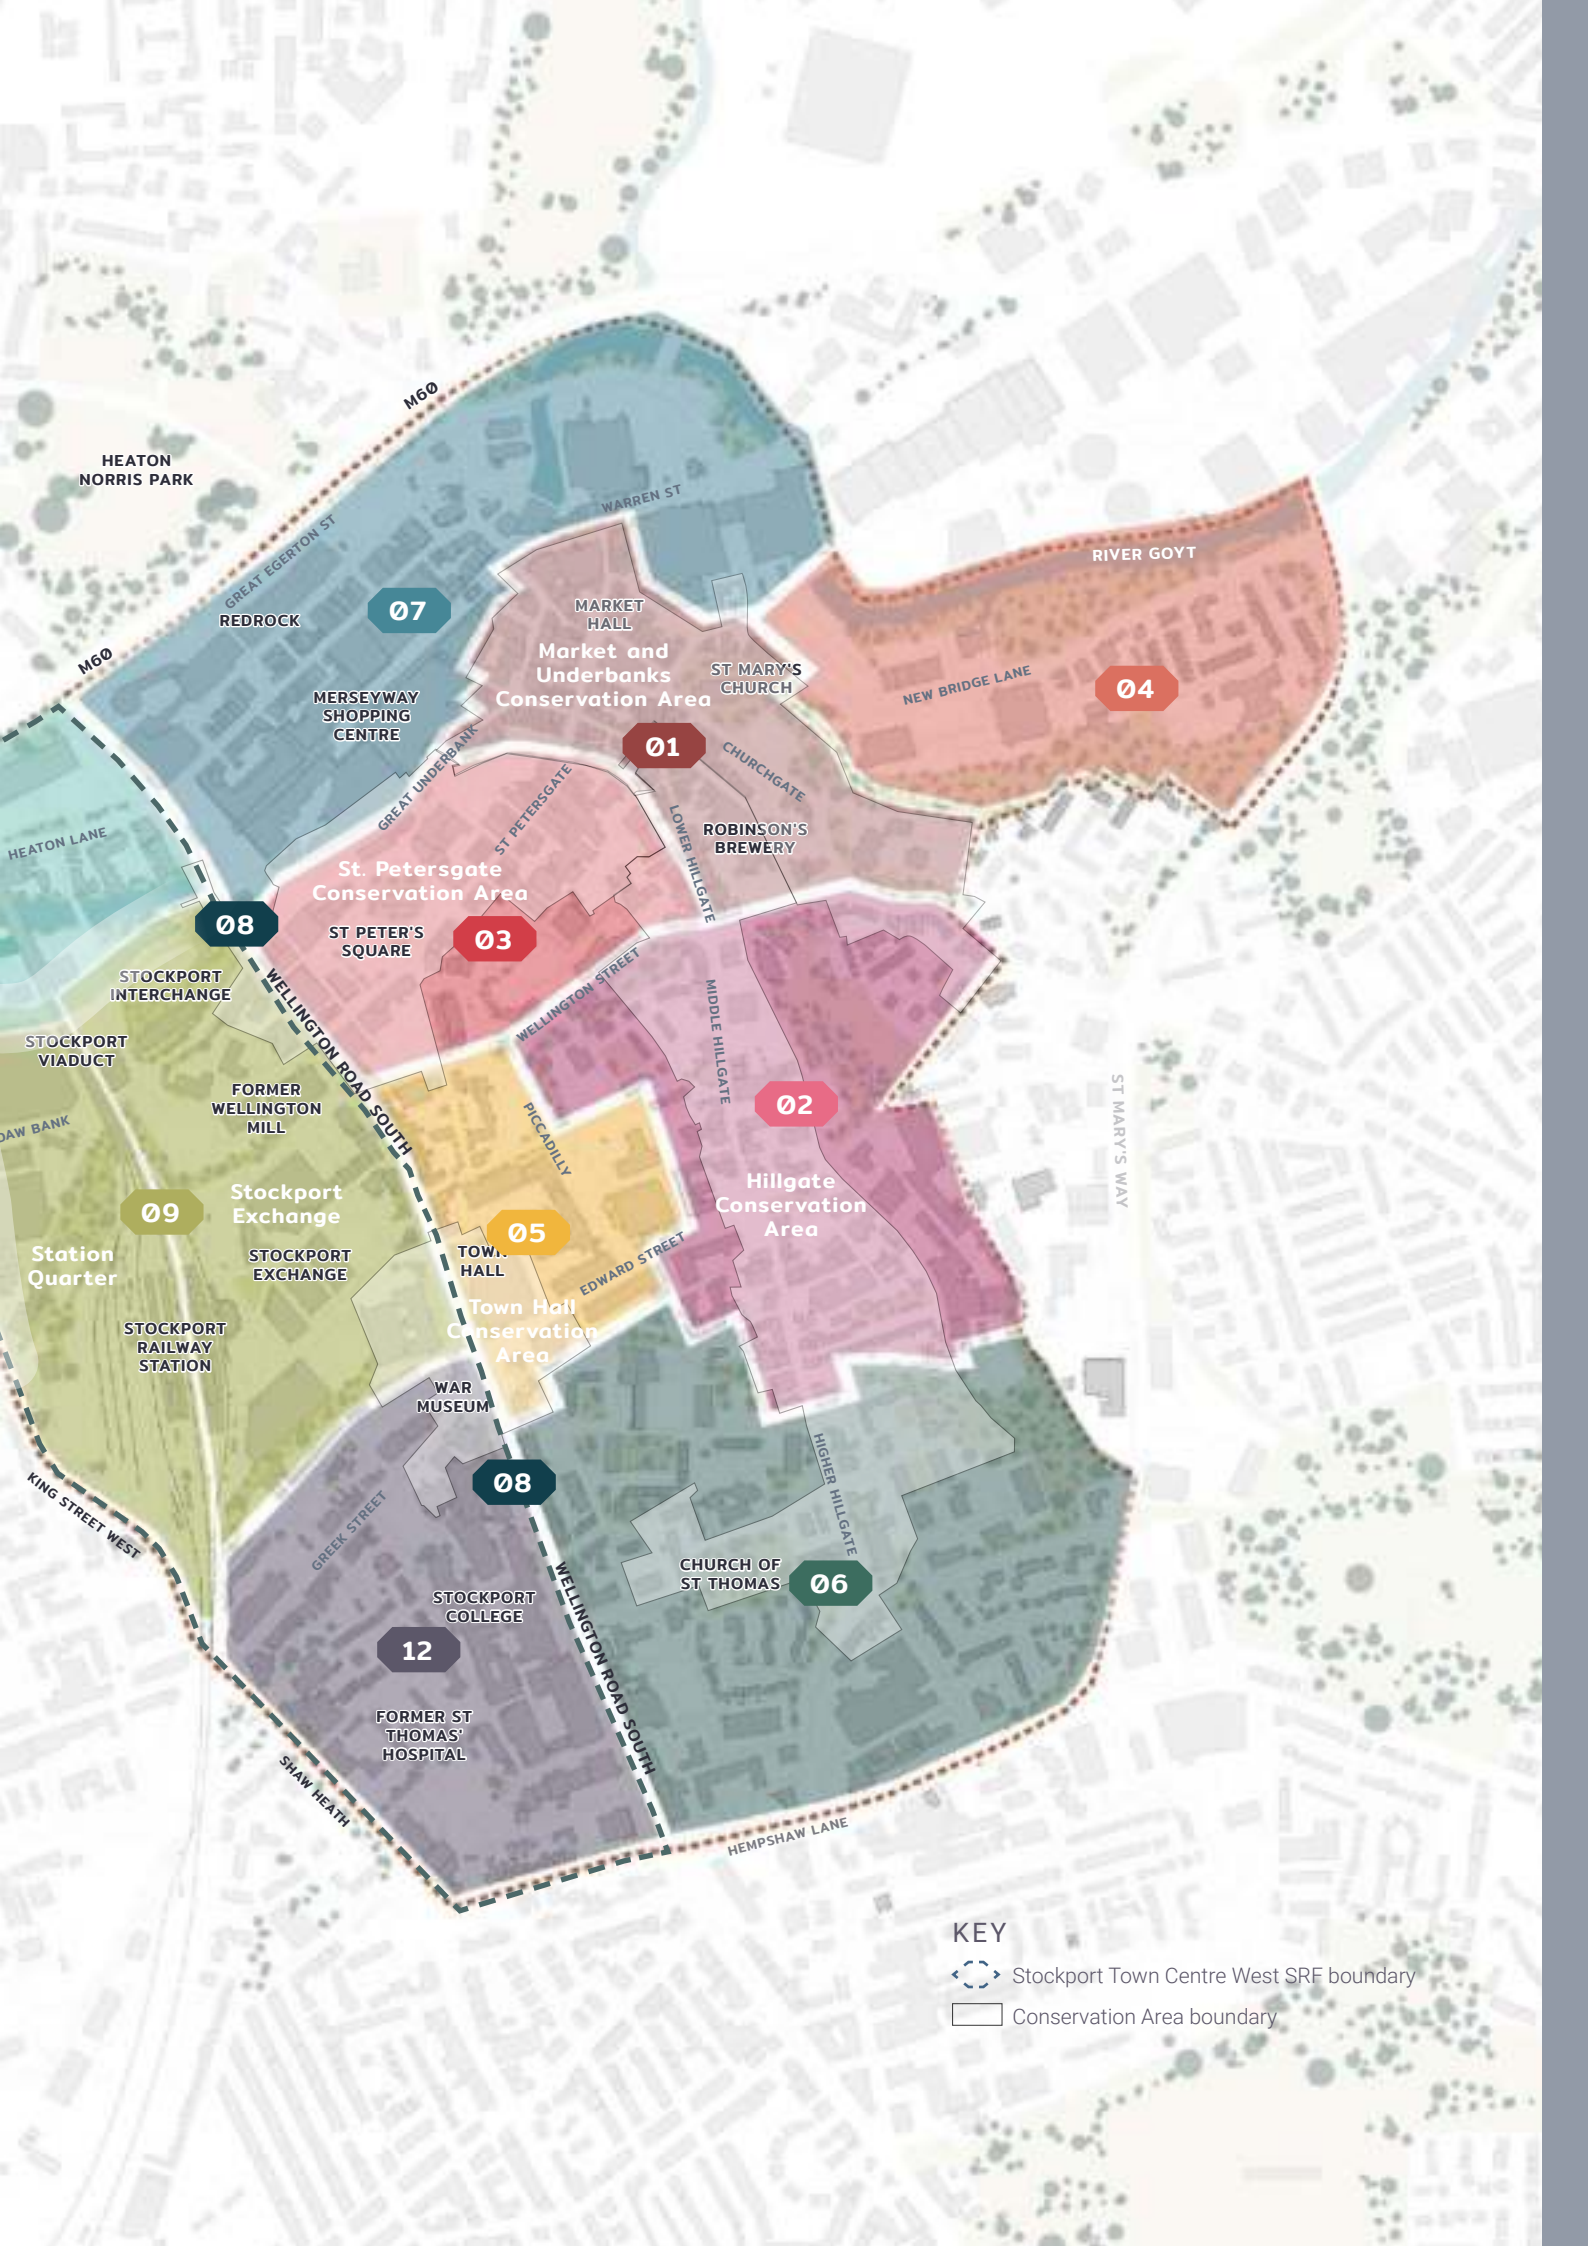 M60
HEATON
NORRIS PARK
WARREN ST
GREAT EGERTON ST
RIVER GOYT
REDROCK
07
MARKET
HALL
Market and
Underbanks
Conservation Area
ST MARY'S
CHURCH
NEW BRIDGE LANE
04
M60
MERSEYWAY
SHOPPING
CENTRE
01
GREAT UNDERBANK
ST PETERSGATE
CHURCHGATE
HEATON LANE
LOWER HILLGATE
ROBINSON'S
BREWERY
St. Petersgate
Conservation Area
08
ST PETER'S
SQUARE
03
STOCKPORT
INTERCHANGE
WELLINGTON STREET
WELLINGTON ROAD SOUTH
MIDDLE HILLGATE
STOCKPORT
VIADUCT
FORMER
WELLINGTON
MILL
02
ST MARY'S WAY
DAW BANK
PICCADILLY
09
Stockport
Exchange
Hillgate
Conservation
Area
05
Station
Quarter
STOCKPORT
EXCHANGE
TOWN
HALL
EDWARD STREET
Town Hall
Conservation
Area
STOCKPORT
RAILWAY
STATION
WAR
MUSEUM
08
HIGHER HILLGATE
KING STREET WEST
GREEK STREET
CHURCH OF
ST THOMAS
06
STOCKPORT
COLLEGE
WELLINGTON ROAD SOUTH
12
FORMER ST
THOMAS'
HOSPITAL
SHAW HEATH
HEMPSHAW LANE
KEY
Stockport Town Centre West SRF boundary
Conservation Area boundary